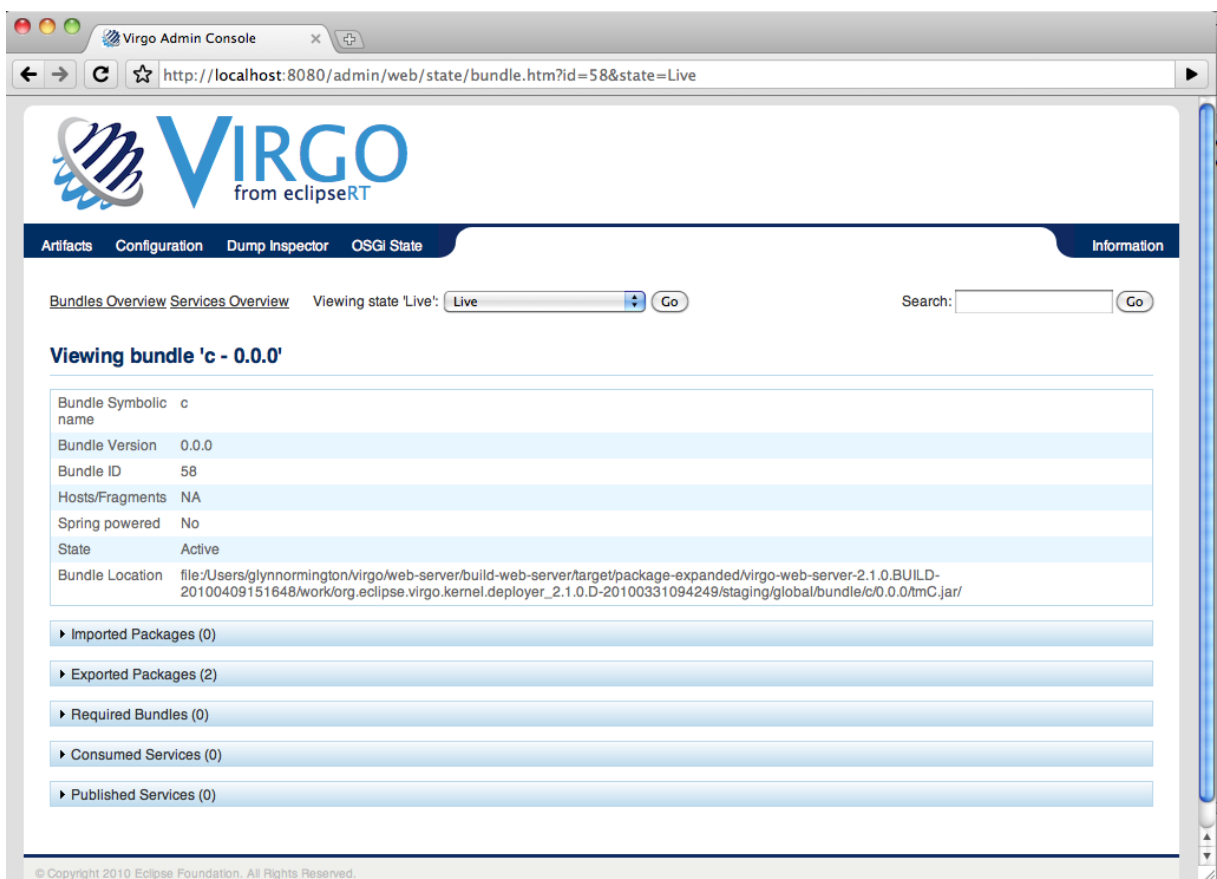 Virgo Admin Console
http://localhost:8080/admin/web/state/bundle.htm?id=58&state=Live
VIRGO
from eclipseRT
Artifacts Configuration Dump Inspector OSGi State Information
Bundles Overview Services Overview Viewing state 'Live': Live Go Search: Go
Viewing bundle 'c - 0.0.0'
Bundle Symbolic c
name
Bundle Version 0.0.0
Bundle ID 58
Hosts/Fragments NA
Spring powered No
State Active
Bundle Location file:/Users/glynnormington/virgo/web-server/build-web-server/target/package-expanded/virgo-web-server-2.1.0.BUILD-
20100409151648/work/org.eclipse.virgo.kernel.deployer_2.1.0.D-20100331094249/staging/global/bundle/c/0.0.0/tmC.jar/
Imported Packages (0)
Exported Packages (2)
Required Bundles (0)
Consumed Services (0)
Published Services (0)
© Copyright 2010 Eclipse Foundation. All Rights Reserved.